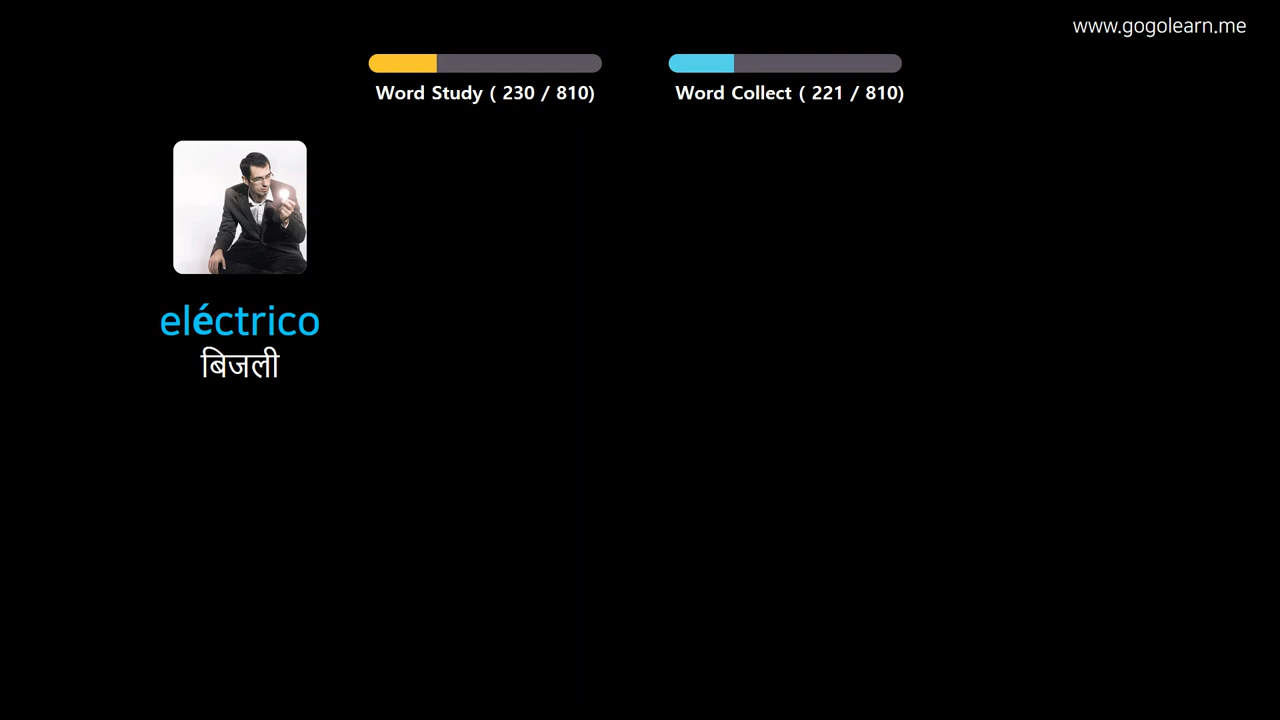 www.gogolearn.me
Word Study ( 230 / 810)
Word Collect ( 221 / 810)
eléctrico
बिजली